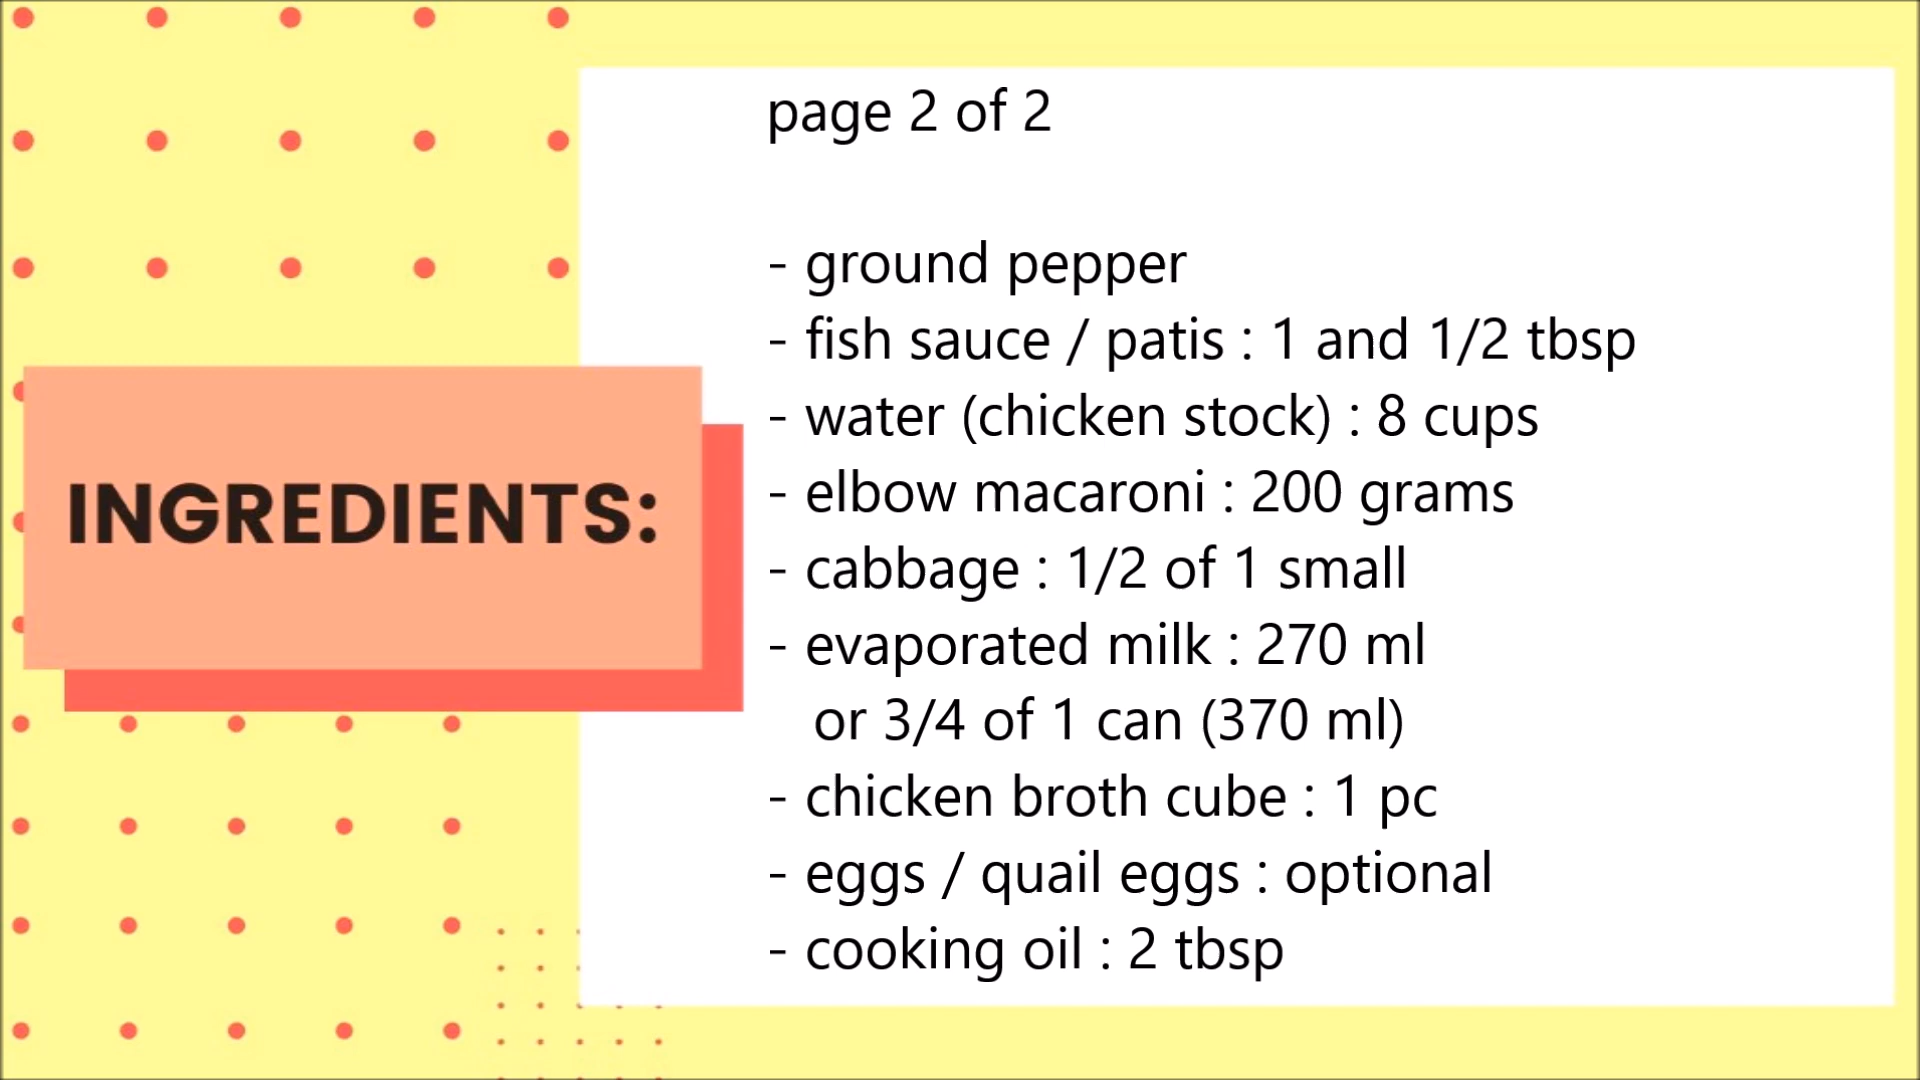 INGREDIENTS:
page 2 of 2
- ground pepper
- fish sauce / patis : 1 and 1/2 tbsp
- water (chicken stock) : 8 cups
- elbow macaroni : 200 grams
- cabbage : 1/2 of 1 small
- evaporated milk : 270 ml
or 3/4 of 1 can (370 ml)
- chicken broth cube : 1 pc
- eggs / quail eggs : optional
- cooking oil : 2 tbsp